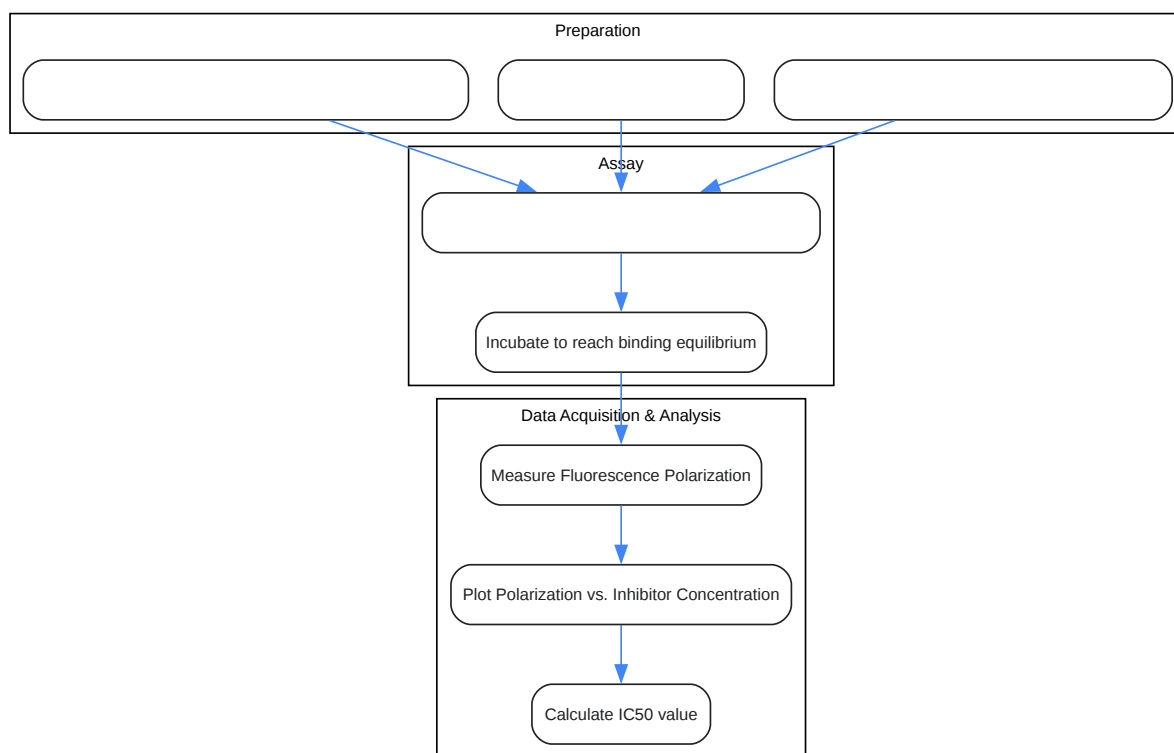 Preparation
Assay
Incubate to reach binding equilibrium
Data Acquisition & Analysis
Measure Fluorescence Polarization
Plot Polarization vs. Inhibitor Concentration
Calculate IC50 value